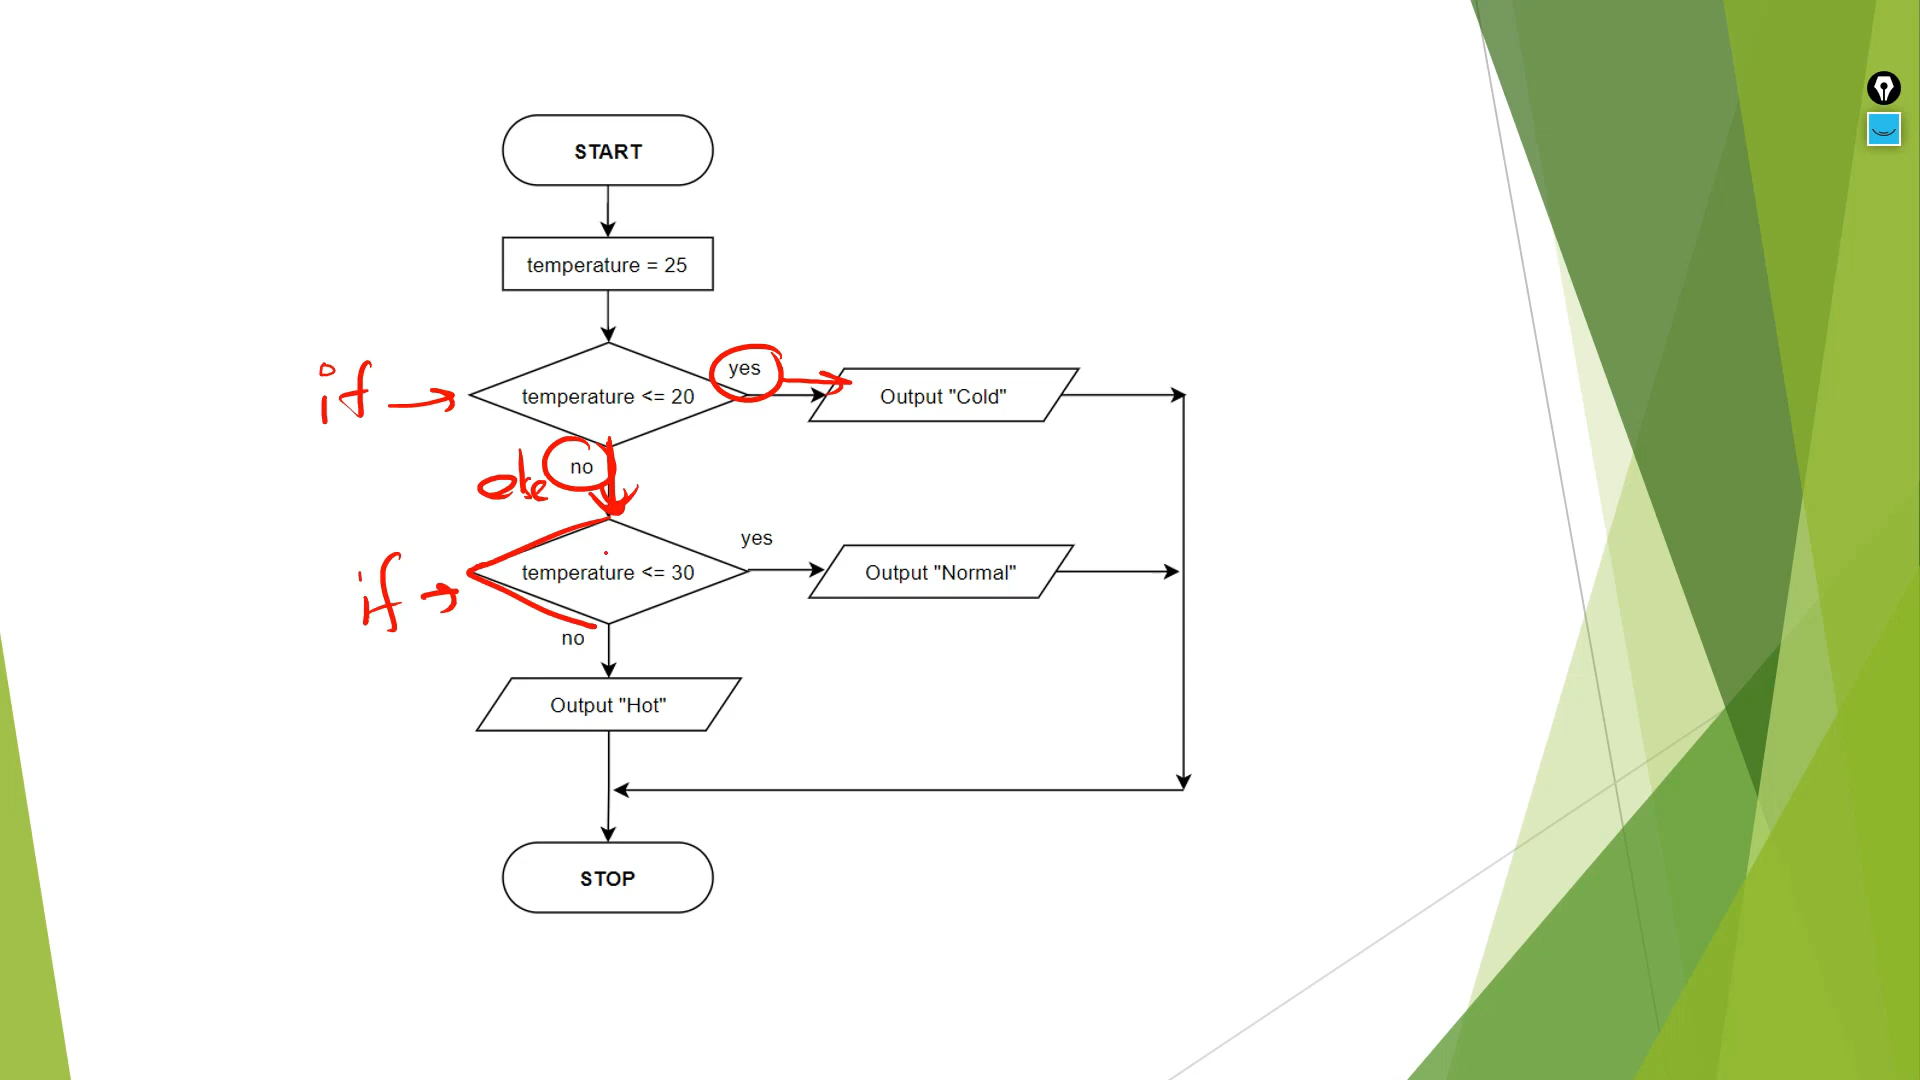 START
temperature = 25
if
temperature <= 20
yes
Output "Cold"
else
no
if
temperature <= 30
yes
Output "Normal"
no
Output "Hot"
STOP